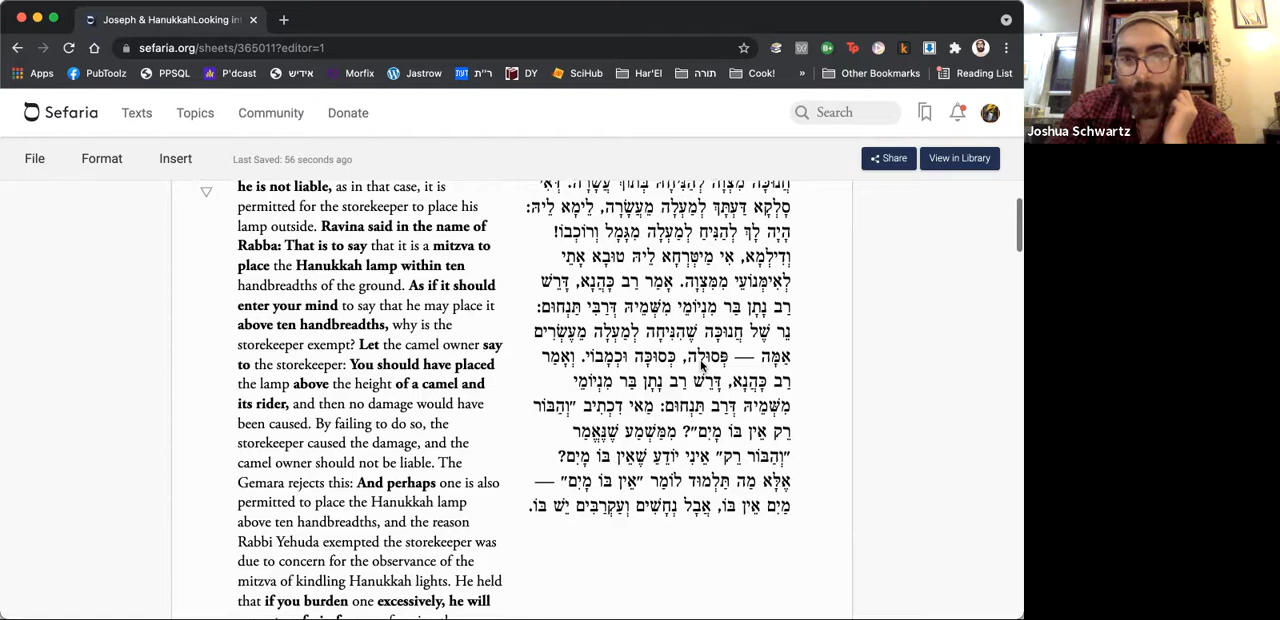 Joseph & HanukkahLooking in
sefaria.org/sheets/365011?editor=1
Apps
PubToolz
PPSQL
P'dcast
אידיש
Morfix
Jastrow
ר״ת
DY
SciHub
Har'El
תורה
Cook!
»
Other Bookmarks
Reading List
Sefaria
Texts
Topics
Community
Donate
Search
File
Format
Insert
Last Saved: 56 seconds ago
Share
View in Library
he is not liable, as in that case, it is
permitted for the storekeeper to place his
lamp outside. Ravina said in the name of
Rabba: That is to say that it is a mitzva to
place the Hanukkah lamp within ten
handbreadths of the ground. As if it should
enter your mind to say that he may place it
above ten handbreadths, why is the
storekeeper exempt? Let the camel owner say
to the storekeeper: You should have placed
the lamp above the height of a camel and
its rider, and then no damage would have
been caused. By failing to do so, the
storekeeper caused the damage, and the
camel owner should not be liable. The
Gemara rejects this: And perhaps one is also
permitted to place the Hanukkah lamp
above ten handbreadths, and the reason
Rabbi Yehuda exempted the storekeeper was
due to concern for the observance of the
mitzva of kindling Hanukkah lights. He held
that if you burden one excessively, he will
חֲנוּכָּה מִצְוָה לְהַנִּיחָהּ בְּתוֹךְ עֲשָׂרָה. דְּאִי
סָלְקָא דַּעְתָּךְ לְמַעְלָה מֵעֲשָׂרָה, לֵימָא לֵיהּ:
הָיָה לָךְ לְהַנִּיחַ לְמַעְלָה מִגָּמָל וְרוֹכְבוֹ!
וְדִילְמָא, אִי מַיטְּרְחָא לֵיהּ טוּבָא אָתֵי
לְאִימְּנוֹעֵי מִמִּצְוָה. אָמַר רַב כָּהֲנָא, דָּרֵשׁ
רַב נָתָן בַּר מִנְיוֹמֵי מִשְּׁמֵיהּ דְּרַבִּי תַּנְחוּם:
נֵר שֶׁל חֲנוּכָּה שֶׁהִנִּיחָהּ לְמַעְלָה מֵעֶשְׂרִים
אַמָּה — פְּסוּלָה, כְּסוּכָּה וּכְמָבוֹי. וְאָמַר
רַב כָּהֲנָא, דָּרֵשׁ רַב נָתָן בַּר מִנְיוֹמֵי
מִשְּׁמֵיהּ דְּרַב תַּנְחוּם: מַאי דִכְתִיב ״וְהַבּוֹר
רֵק אֵין בּוֹ מָיִם״? מִמַּשְׁמַע שֶׁנֶּאֱמַר
״וְהַבּוֹר רֵק״ אֵינִי יוֹדֵעַ שֶׁאֵין בּוֹ מָיִם?
אֶלָּא מַה תַּלְמוּד לוֹמַר ״אֵין בּוֹ מָיִם״ —
מַיִם אֵין בּוֹ, אֲבָל נְחָשִׁים וְעַקְרַבִּים יֵשׁ בּוֹ.
Joshua Schwartz